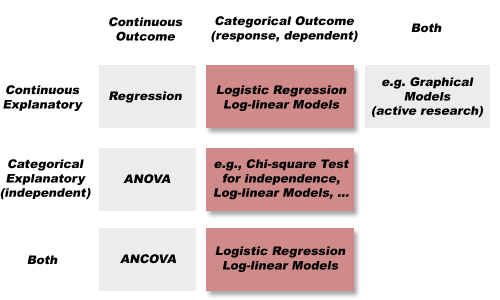 Continuous
Outcome
Categorical Outcome
(response, dependent)
Both
Continuous
Explanatory
Regression
Logistic Regression
Log-linear Models
e.g. Graphical
Models
(active research)
Categorical
Explanatory
(independent)
ANOVA
e.g., Chi-square Test
for independence,
Log-linear Models, ...
Both
ANCOVA
Logistic Regression
Log-linear Models